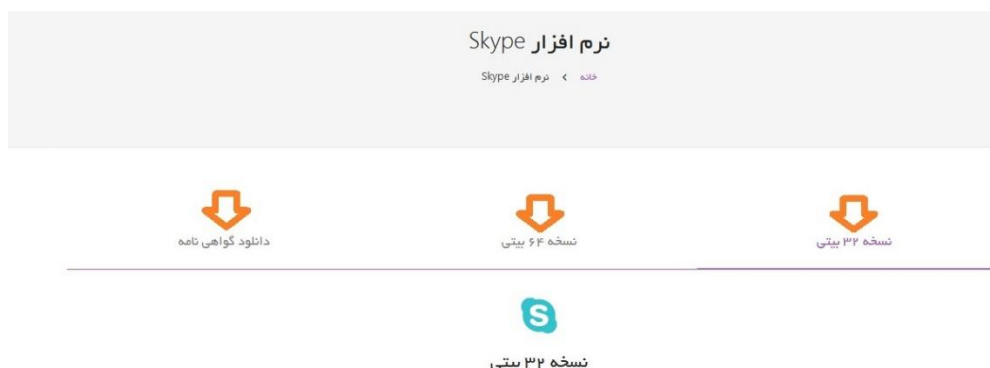 نرم افزار Skype
خانه › نرم افزار Skype
نسخه ۳۲ بیتی
نسخه ۶۴ بیتی
دانلود گواهی نامه
S
نسخه ۳۲ بیتی